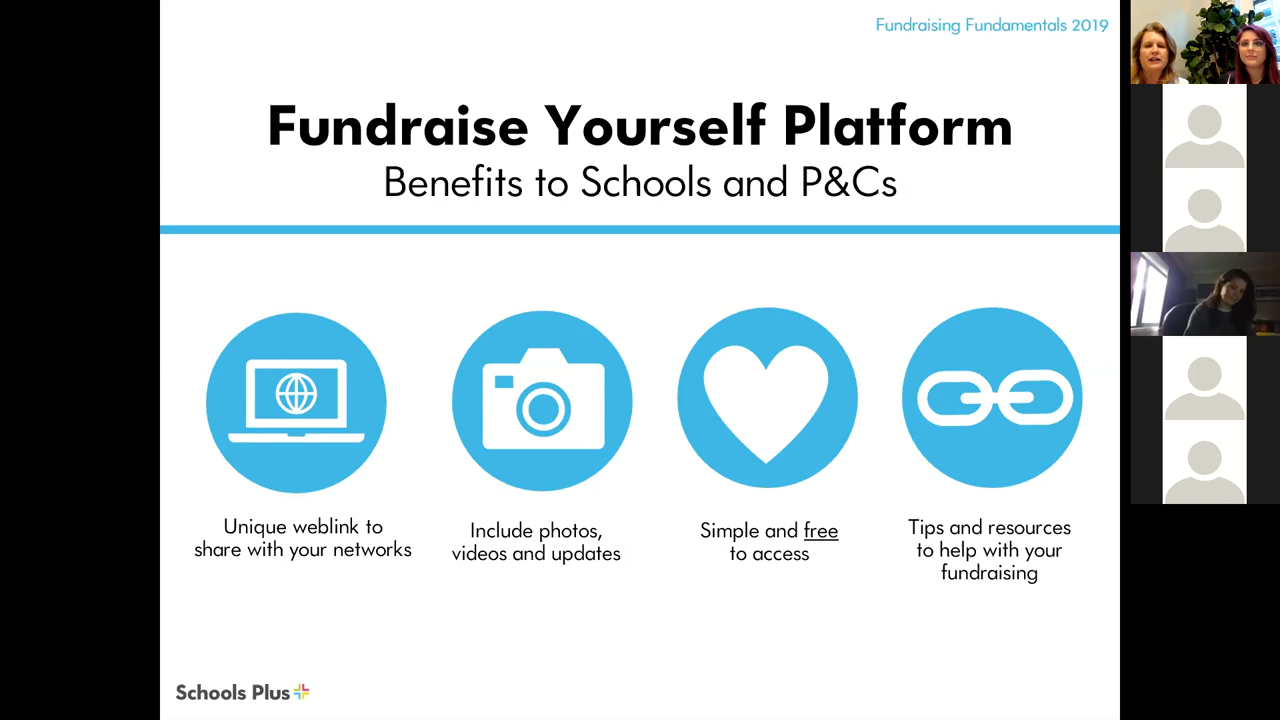 Fundraising Fundamentals 2019
Fundraise Yourself Platform
Benefits to Schools and P&Cs
Unique weblink to
share with your networks
Include photos,
videos and updates
Simple and free
to access
Tips and resources
to help with your
fundraising
Schools Plus